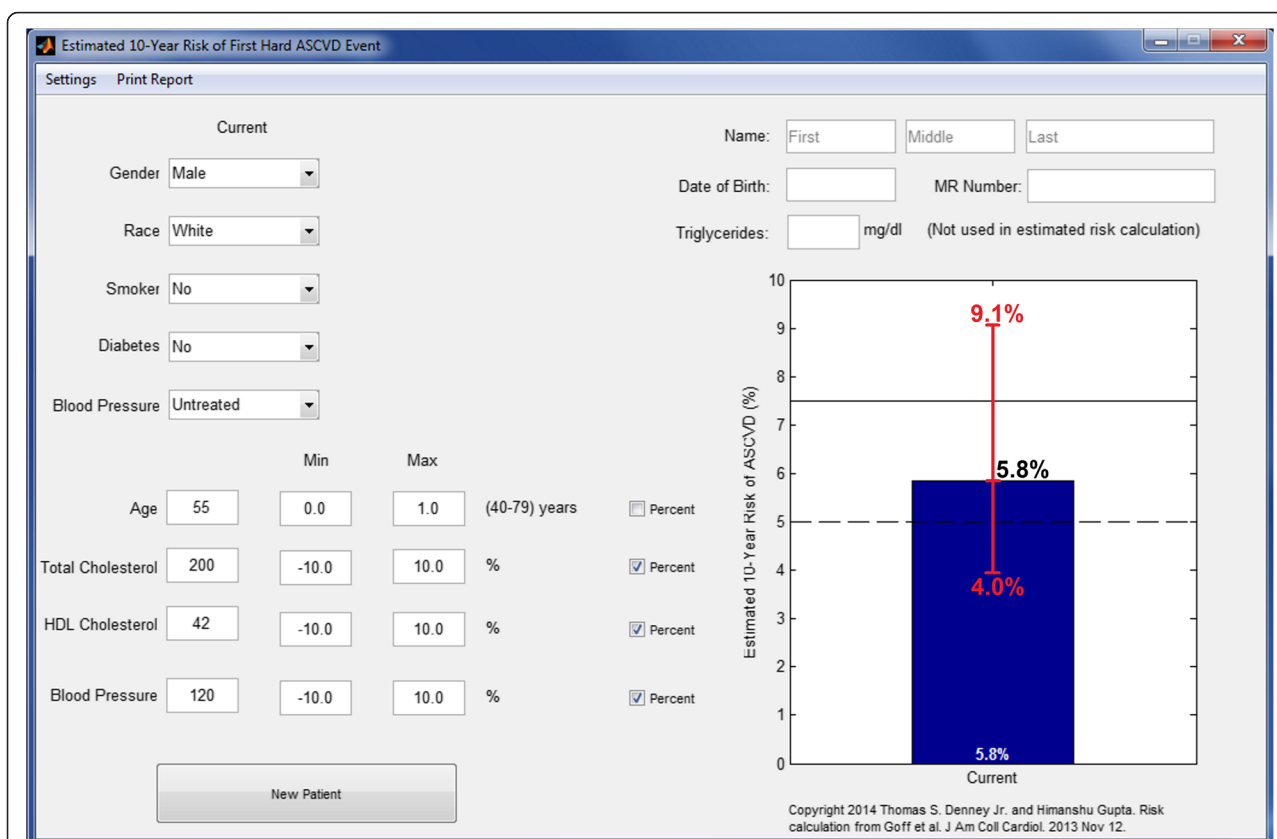 Estimated 10-Year Risk of First Hard ASCVD Event
Settings Print Report
Current
Gender Male
Race White
Smoker No
Diabetes No
Blood Pressure Untreated
Min Max
Age 55 0.0 1.0 (40-79) years Percent
Total Cholesterol 200 -10.0 10.0 % Percent
HDL Cholesterol 42 -10.0 10.0 % Percent
Blood Pressure 120 -10.0 10.0 % Percent
New Patient
Name: First Middle Last
Date of Birth: MR Number:
Triglycerides: mg/dl (Not used in estimated risk calculation)
Estimated 10-Year Risk of ASCVD (%)
10
9
8
7
6
5
4
3
2
1
0
9.1%
5.8%
4.0%
5.8%
Current
Copyright 2014 Thomas S. Denney Jr. and Himanshu Gupta. Risk
calculation from Goff et al. J Am Coll Cardiol. 2013 Nov 12.